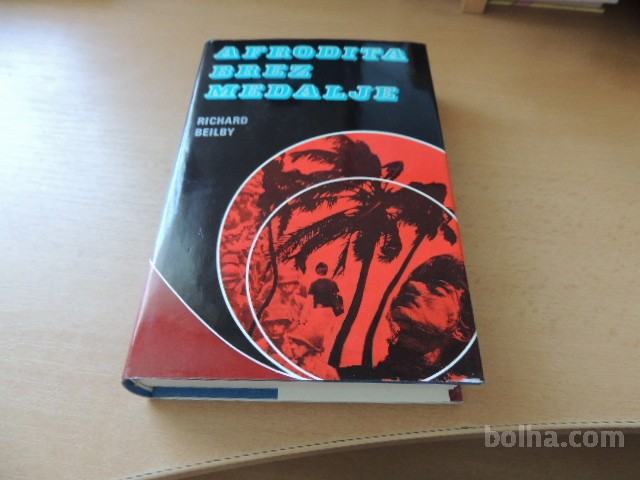 AFRODITA
BREZ
MEDALJE
RICHARD
BEILBY
bolha.com